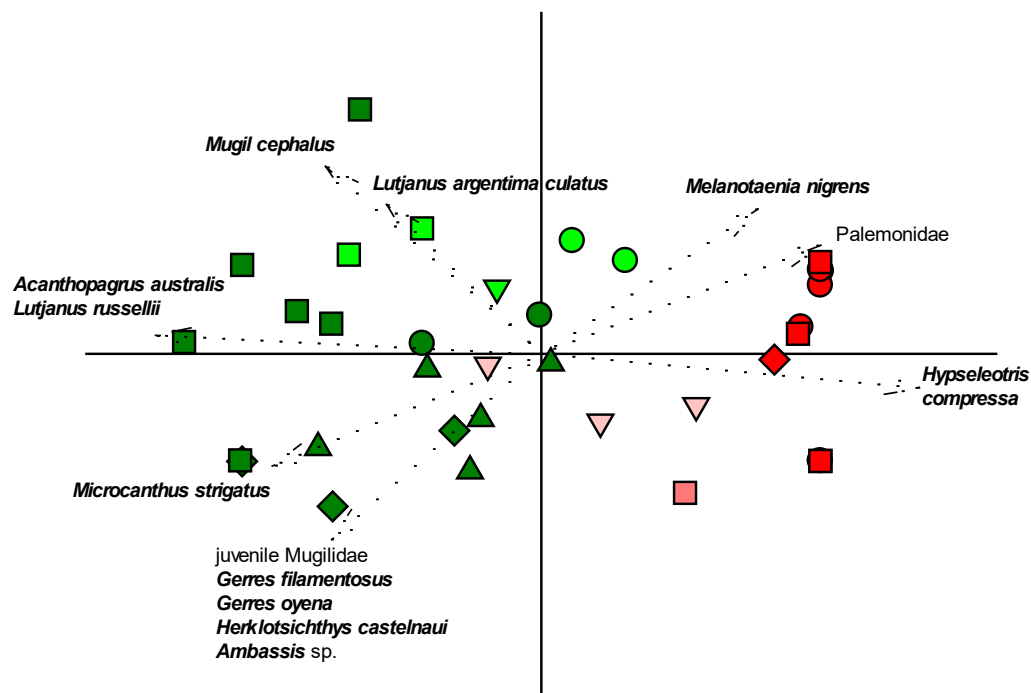 Mugil cephalus
Lutjanus argentima culatus
Melanotaenia nigrens
Palemonidae
Acanthopagrus australis
Lutjanus russellii
Hypseleotris
compressa
Microcanthus strigatus
juvenile Mugilidae
Gerres filamentosus
Gerres oyena
Herklotsichthys castelnaui
Ambassis sp.